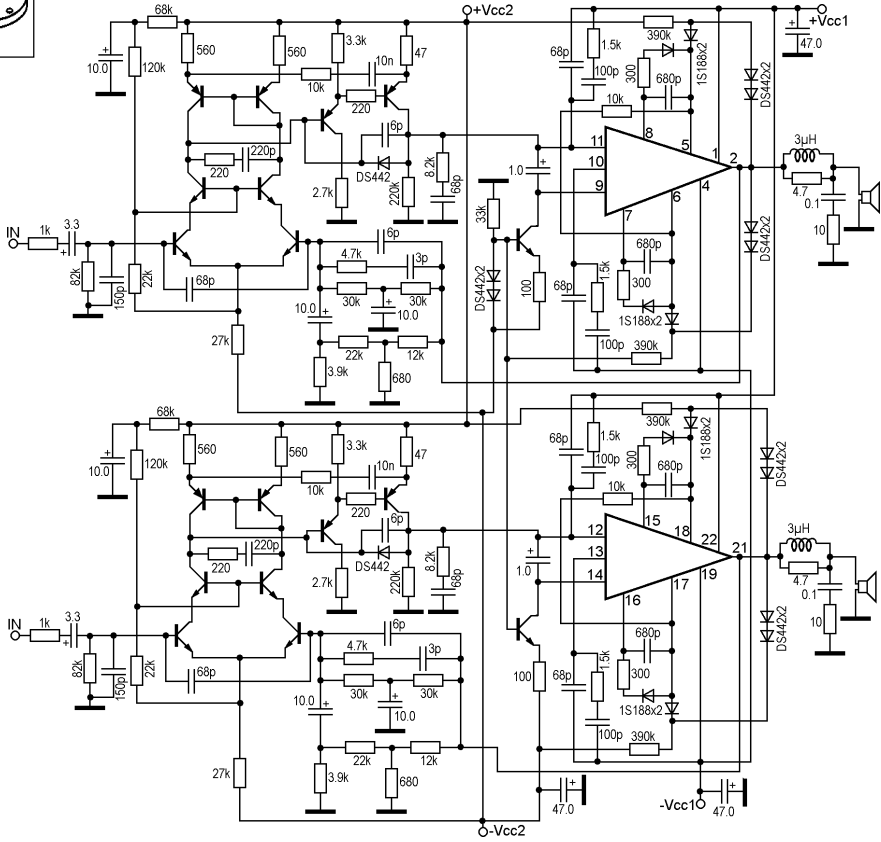 +Vcc2
+Vcc1
68k
10.0
120k
560
560
3.3k
47
10k
10n
220
6p
DS442
220p
220
2.7k
220k
8.2k
68p
IN
1k
3.3
82k
150p
22k
68p
27k
6p
4.7k
3p
30k
30k
10.0
10.0
22k
12k
3.9k
680
68p
1.5k
100p
390k
300
680p
1S188x2
10k
47.0
DS442x2
11
10
9
8
5
1
2
4
6
7
1.0
33k
DS442x2
100
68p
1.5k
100p
680p
300
1S188x2
390k
DS442x2
3µH
4.7
0.1
10
68k
10.0
120k
560
560
3.3k
47
10k
10n
220
6p
DS442
220p
220
2.7k
220k
8.2k
68p
IN
1k
3.3
82k
150p
22k
68p
27k
6p
4.7k
3p
30k
30k
10.0
10.0
22k
12k
3.9k
680
68p
1.5k
100p
390k
300
680p
1S188x2
10k
DS442x2
12
13
14
15
18
22
21
19
17
16
1.0
100
68p
1.5k
100p
680p
300
1S188x2
390k
DS442x2
3µH
4.7
0.1
10
47.0
-Vcc1
47.0
-Vcc2